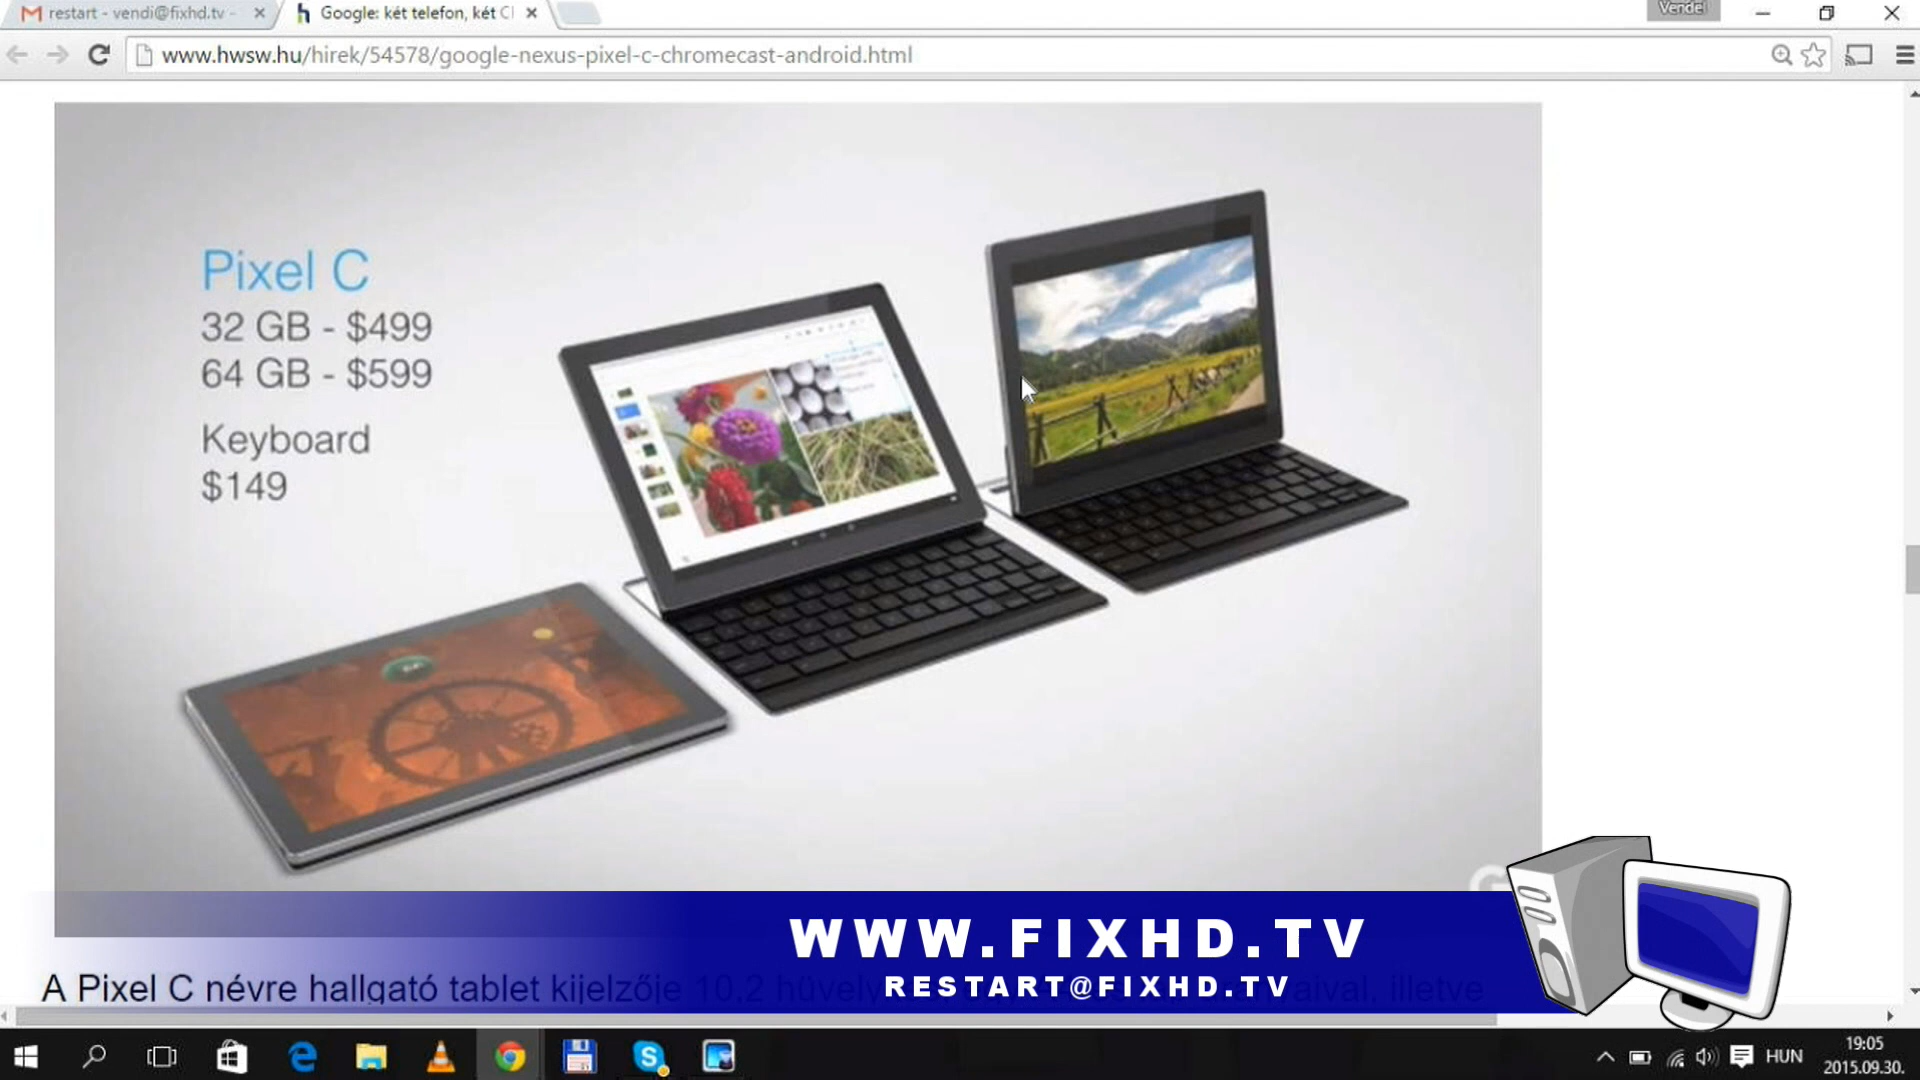 restart - vendi@fixhd.tv -
Google: két telefon, két C
Vendel
www.hwsw.hu/hirek/54578/google-nexus-pixel-c-chromecast-android.html
Pixel C
32 GB - $499
64 GB - $599
Keyboard
$149
WWW.FIXHD.TV
RESTART@FIXHD.TV
A Pixel C névre hallgató tablet kijelzője 10,2 illetve
HUN
19:05
2015.09.30.